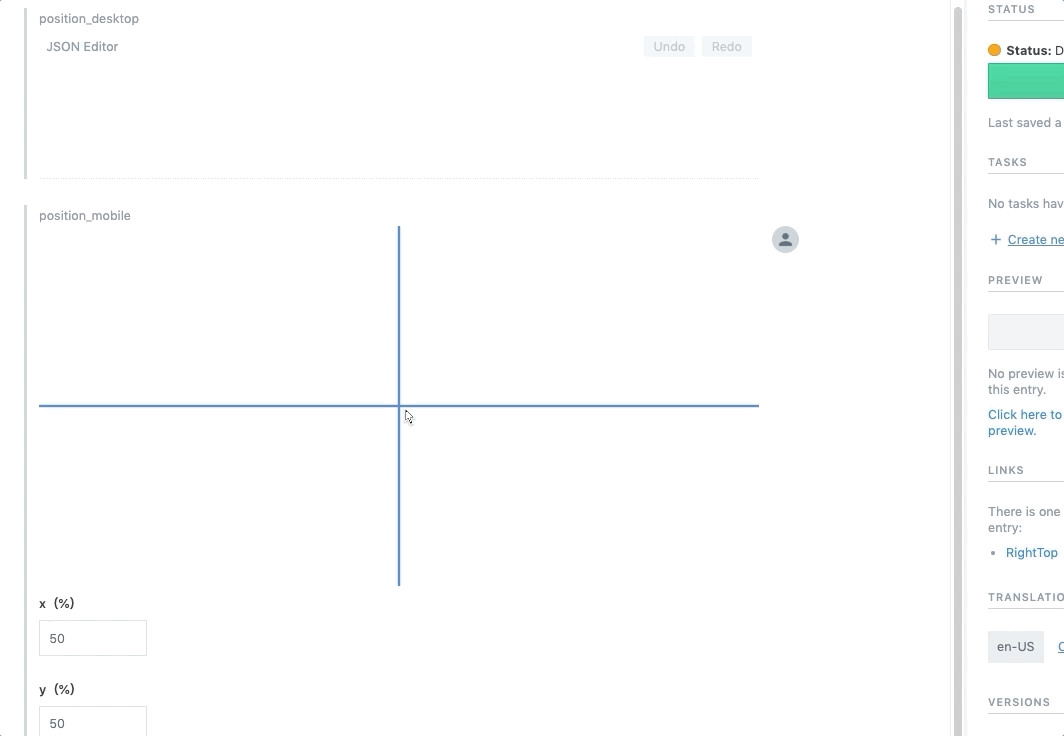 position_desktop
JSON Editor
Undo
Redo
position_mobile
x (%)
50
y (%)
50
STATUS
Status: D
Last saved a
TASKS
No tasks hav
+ Create ne
PREVIEW
No preview is
this entry.
Click here to
preview.
LINKS
There is one
entry:
• RightTop
TRANSLATIO
en-US
VERSIONS